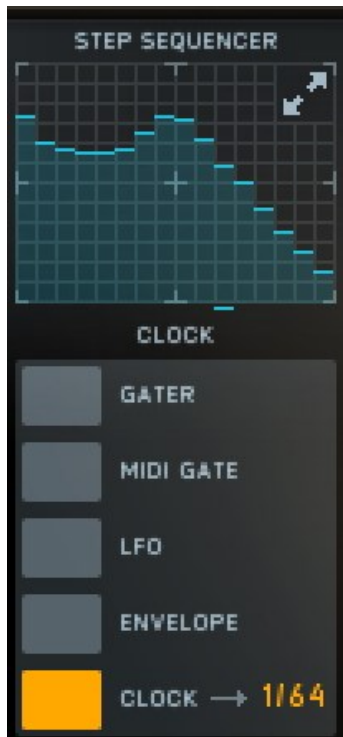 STEP SEQUENCER
CLOCK
GATER
MIDI GATE
LFO
ENVELOPE
CLOCK → 1/64